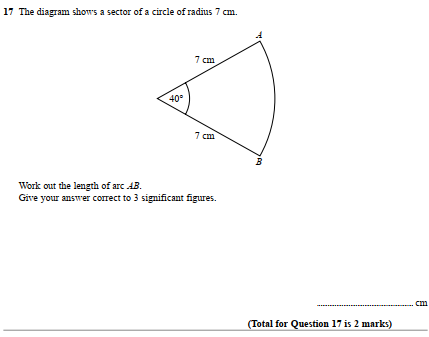 17 The diagram shows a sector of a circle of radius 7 cm.
A
7 cm
40°
7 cm
B
Work out the length of arc AB.
Give your answer correct to 3 significant figures.
.............................................. cm
(Total for Question 17 is 2 marks)